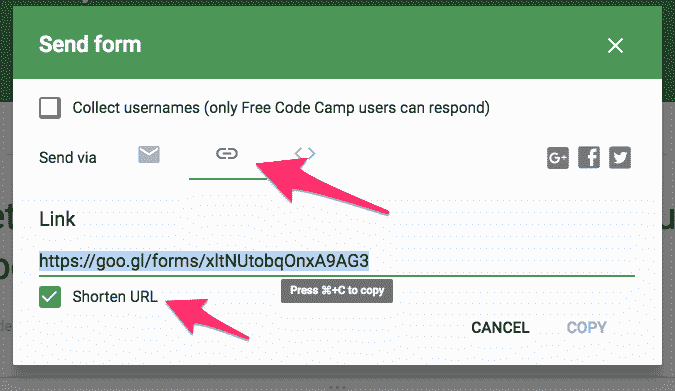 Send form
Collect usernames (only Free Code Camp users can respond)
Send via
G+
Link
https://goo.gl/forms/xltNUtobqOnxA9AG3
Press ⌘+C to copy
Shorten URL
CANCEL COPY